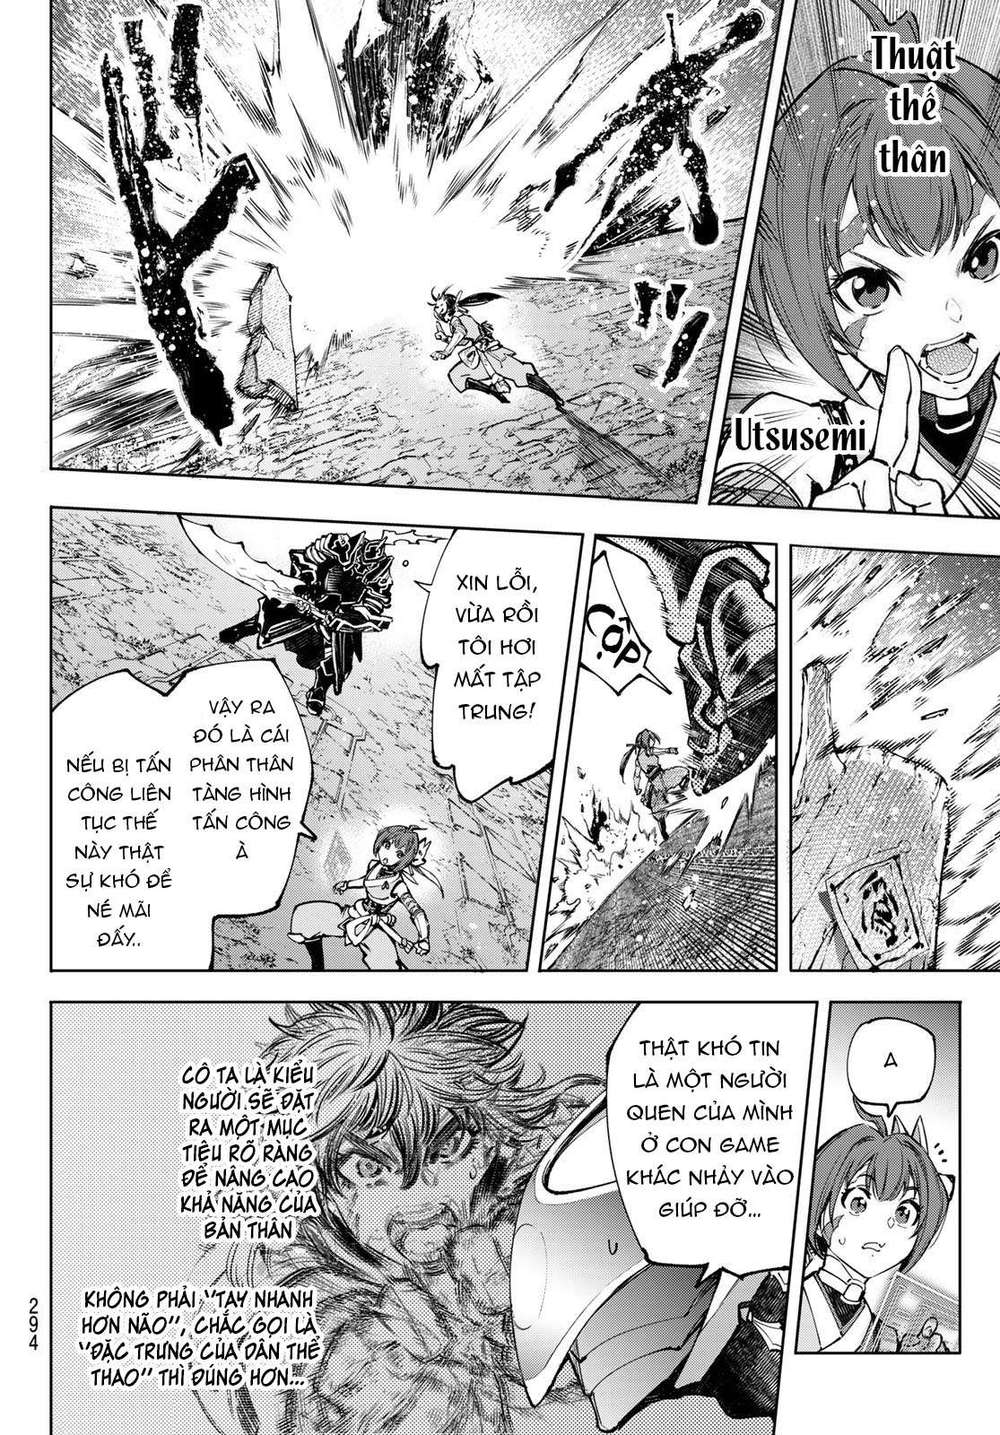 Thuật
thế
thân
Utsusemi
CỘP
XIN LỖI,
VỪA RỒI
TÔI HƠI
MẤT TẬP
TRUNG!
VẬY RA
ĐÓ LÀ CÁI
PHÂN THÂN
TÀNG HÌNH
TẤN CÔNG
À
NẾU BỊ TẤN
CÔNG LIÊN
TỤC THẾ
NÀY THẬT
SỰ KHÓ ĐỂ
NÉ MÃI
ĐẤY..
A
THẬT KHÓ TIN
LÀ MỘT NGƯỜI
QUEN CỦA MÌNH
Ở CON GAME
KHÁC NHẢY VÀO
GIÚP ĐỠ...
CÔ TA LÀ KIỂU
NGƯỜI SẼ ĐẶT
RA MỘT MỤC
TIÊU RÕ RÀNG
ĐỂ NÂNG CAO
KHẢ NĂNG CỦA
BẢN THÂN
KHÔNG PHẢI "TAY NHANH
HƠN NÃO", CHẮC GỌI LÀ
"ĐẶC TRƯNG CỦA DÂN THỂ
THAO" THÌ ĐÚNG HƠN...
294